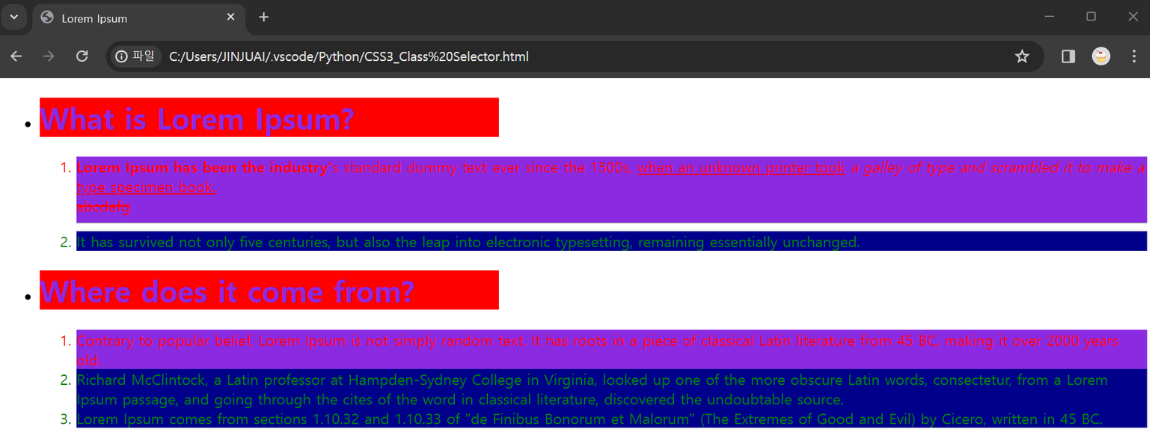 Lorem Ipsum
파일 C:/Users/JINJUAI/.vscode/Python/CSS3_Class%20Selector.html
What is Lorem Ipsum?
1. Lorem Ipsum has been the industry's standard dummy text ever since the 1500s, when an unknown printer took a galley of type and scrambled it to make a
type specimen book.
abcdefg
2. It has survived not only five centuries, but also the leap into electronic typesetting, remaining essentially unchanged.
Where does it come from?
1. Contrary to popular belief, Lorem Ipsum is not simply random text. It has roots in a piece of classical Latin literature from 45 BC, making it over 2000 years
old.
2. Richard McClintock, a Latin professor at Hampden-Sydney College in Virginia, looked up one of the more obscure Latin words, consectetur, from a Lorem
Ipsum passage, and going through the cites of the word in classical literature, discovered the undoubtable source.
3. Lorem Ipsum comes from sections 1.10.32 and 1.10.33 of "de Finibus Bonorum et Malorum" (The Extremes of Good and Evil) by Cicero, written in 45 BC.